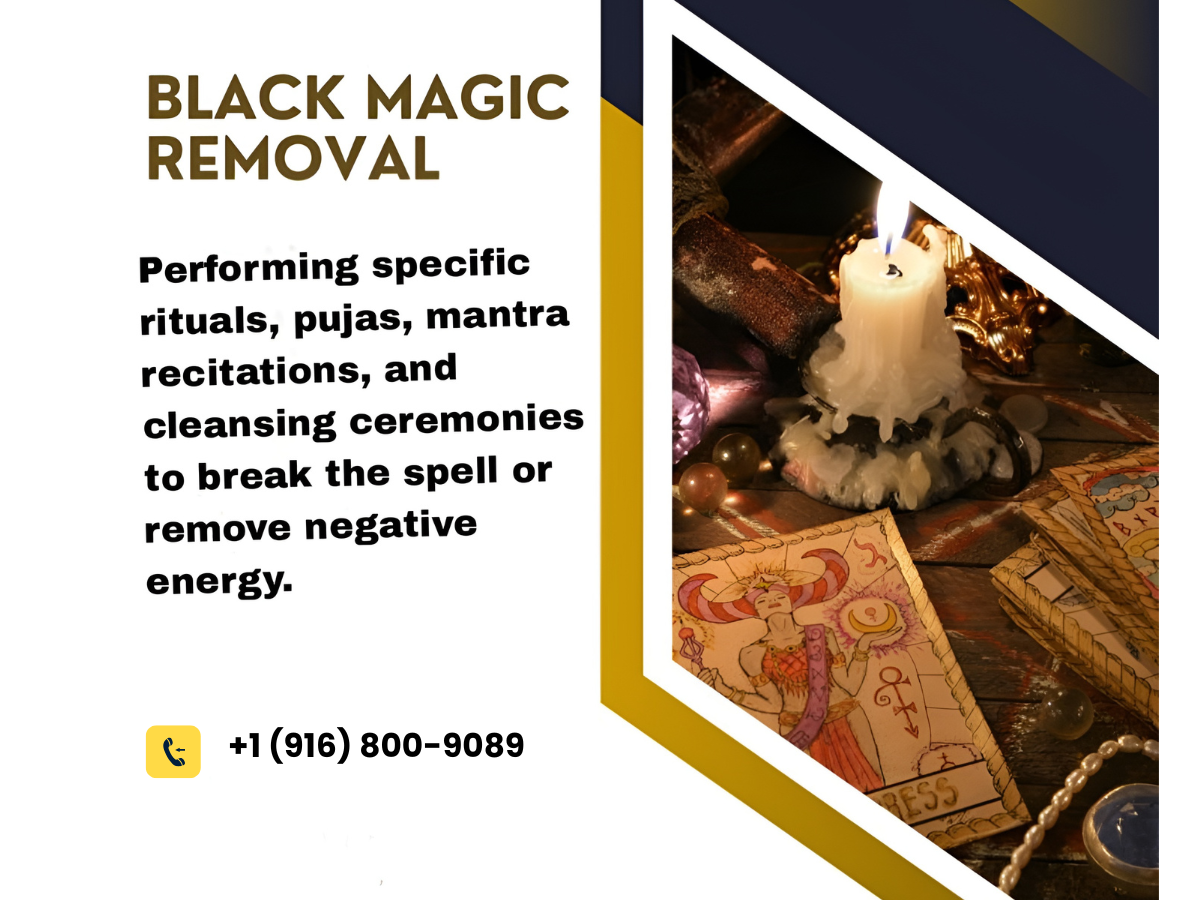 BLACK MAGIC
REMOVAL
Performing specific
rituals, pujas, mantra
recitations, and
cleansing ceremonies
to break the spell or
remove negative
energy.
+1 (916) 800-9089
RESS